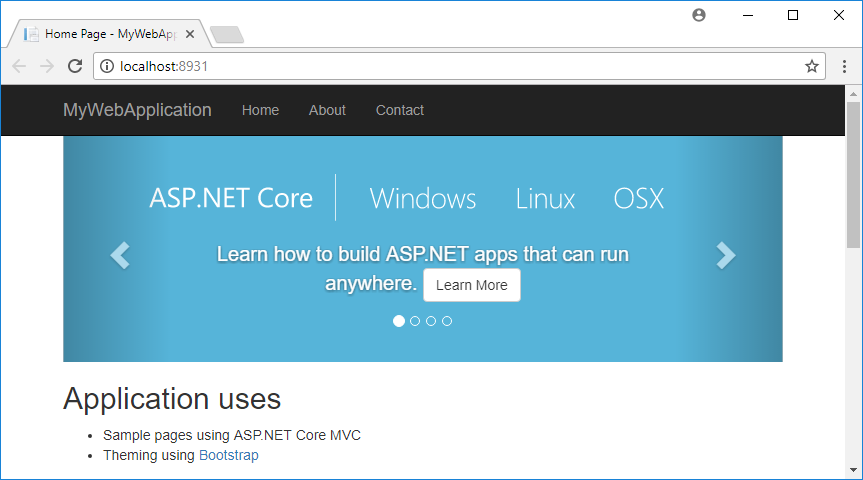 Home Page - MyWebApp
localhost:8931
MyWebApplication Home About Contact
ASP.NET Core Windows Linux OSX
Learn how to build ASP.NET apps that can run
anywhere. Learn More
Application uses
Sample pages using ASP.NET Core MVC
Theming using Bootstrap